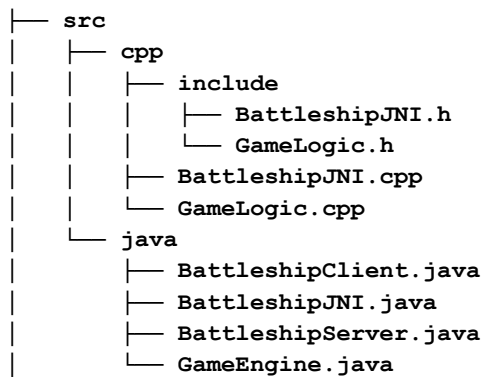 ├── src
│   ├── cpp
│   │   ├── include
│   │   │   ├── BattleshipJNI.h
│   │   │   └── GameLogic.h
│   │   ├── BattleshipJNI.cpp
│   │   └── GameLogic.cpp
│   └── java
│       ├── BattleshipClient.java
│       ├── BattleshipJNI.java
│       ├── BattleshipServer.java
│       └── GameEngine.java